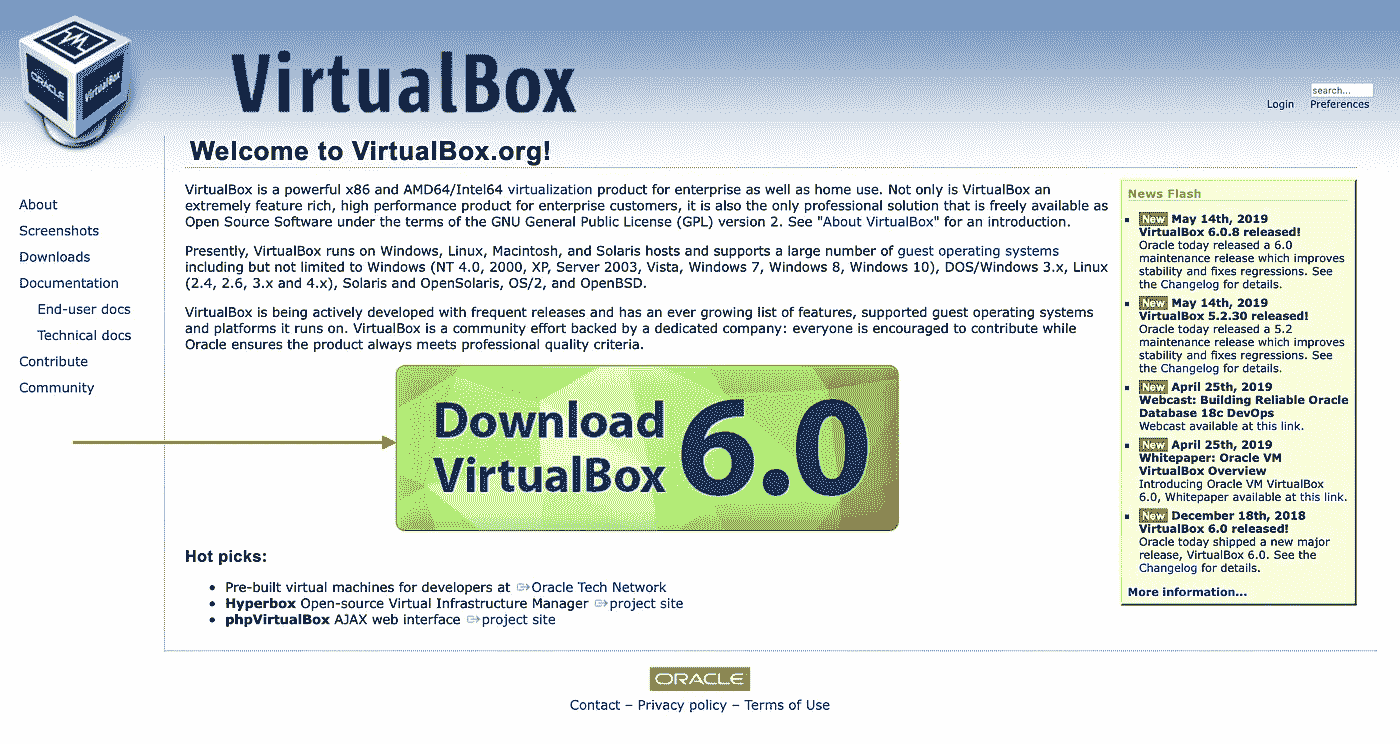 ORACLE
VirtualBox
VirtualBox
search...
Login Preferences
Welcome to VirtualBox.org!
About
Screenshots
Downloads
Documentation
End-user docs
Technical docs
Contribute
Community
VirtualBox is a powerful x86 and AMD64/Intel64 virtualization product for enterprise as well as home use. Not only is VirtualBox an
extremely feature rich, high performance product for enterprise customers, it is also the only professional solution that is freely available as
Open Source Software under the terms of the GNU General Public License (GPL) version 2. See "About VirtualBox" for an introduction.
Presently, VirtualBox runs on Windows, Linux, Macintosh, and Solaris hosts and supports a large number of guest operating systems
including but not limited to Windows (NT 4.0, 2000, XP, Server 2003, Vista, Windows 7, Windows 8, Windows 10), DOS/Windows 3.x, Linux
(2.4, 2.6, 3.x and 4.x), Solaris and OpenSolaris, OS/2, and OpenBSD.
VirtualBox is being actively developed with frequent releases and has an ever growing list of features, supported guest operating systems
and platforms it runs on. VirtualBox is a community effort backed by a dedicated company: everyone is encouraged to contribute while
Oracle ensures the product always meets professional quality criteria.
Download
VirtualBox
6.0
Hot picks:
Pre-built virtual machines for developers at Oracle Tech Network
Hyperbox Open-source Virtual Infrastructure Manager project site
phpVirtualBox AJAX web interface project site
News Flash
New May 14th, 2019
VirtualBox 6.0.8 released!
Oracle today released a 6.0
maintenance release which improves
stability and fixes regressions. See
the Changelog for details.
New May 14th, 2019
VirtualBox 5.2.30 released!
Oracle today released a 5.2
maintenance release which improves
stability and fixes regressions. See
the Changelog for details.
New April 25th, 2019
Webcast: Building Reliable Oracle
Database 18c DevOps
Webcast available at this link.
New April 25th, 2019
Whitepaper: Oracle VM
VirtualBox Overview
Introducing Oracle VM VirtualBox
6.0, Whitepaper available at this link.
New December 18th, 2018
VirtualBox 6.0 released!
Oracle today shipped a new major
release, VirtualBox 6.0. See the
Changelog for details.
More information...
ORACLE
Contact – Privacy policy – Terms of Use